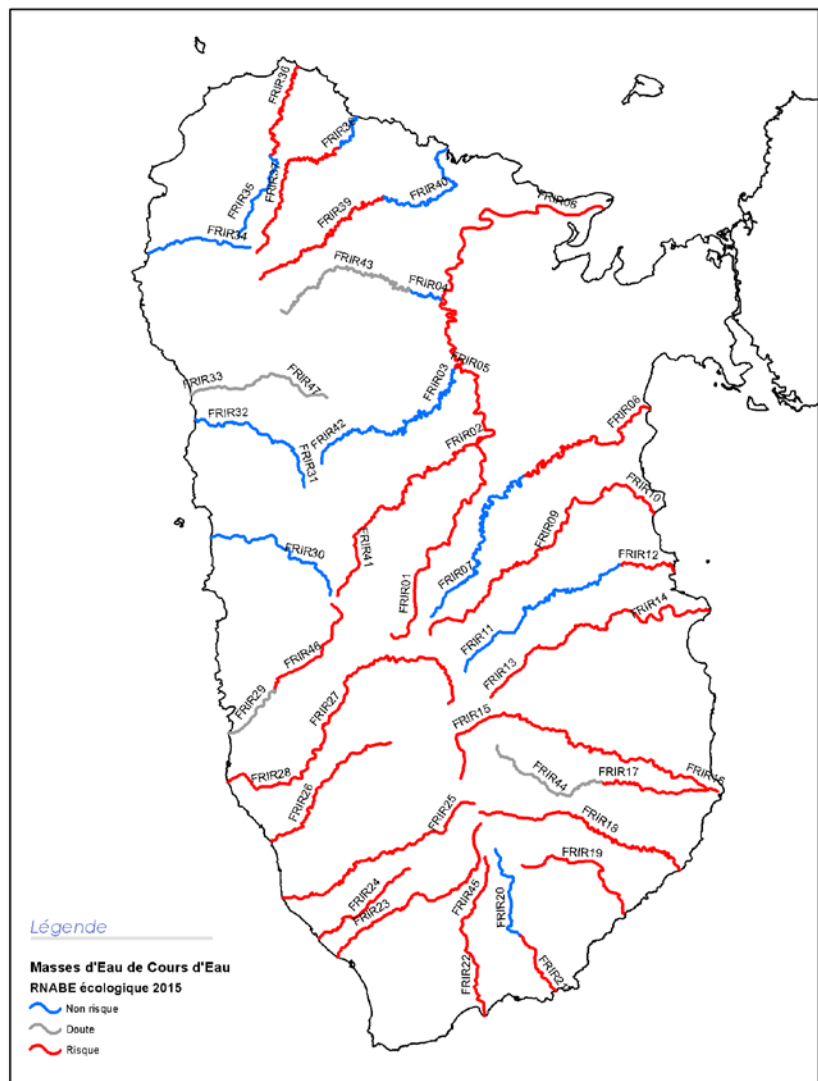 FRIR36
FRIR38
FRIR37
FRIR35
FRIR34
FRIR39
FRIR40
FRIR06
FRIR43
FRIR04
FRIR05
FRIR33
FRIR47
FRIR03
FRIR32
FRIR42
FRIR31
FRIR02
FRIR08
FRIR10
FRIR09
FRIR30
FRIR41
FRIR07
FRIR01
FRIR12
FRIR11
FRIR14
FRIR13
FRIR46
FRIR29
FRIR27
FRIR15
FRIR28
FRIR26
FRIR44
FRIR17
FRIR16
FRIR25
FRIR18
FRIR19
FRIR24
FRIR23
FRIR45
FRIR20
FRIR22
FRIR21
Légende
Masses d'Eau de Cours d'Eau
RNABE écologique 2015
Non risque
Doute
Risque